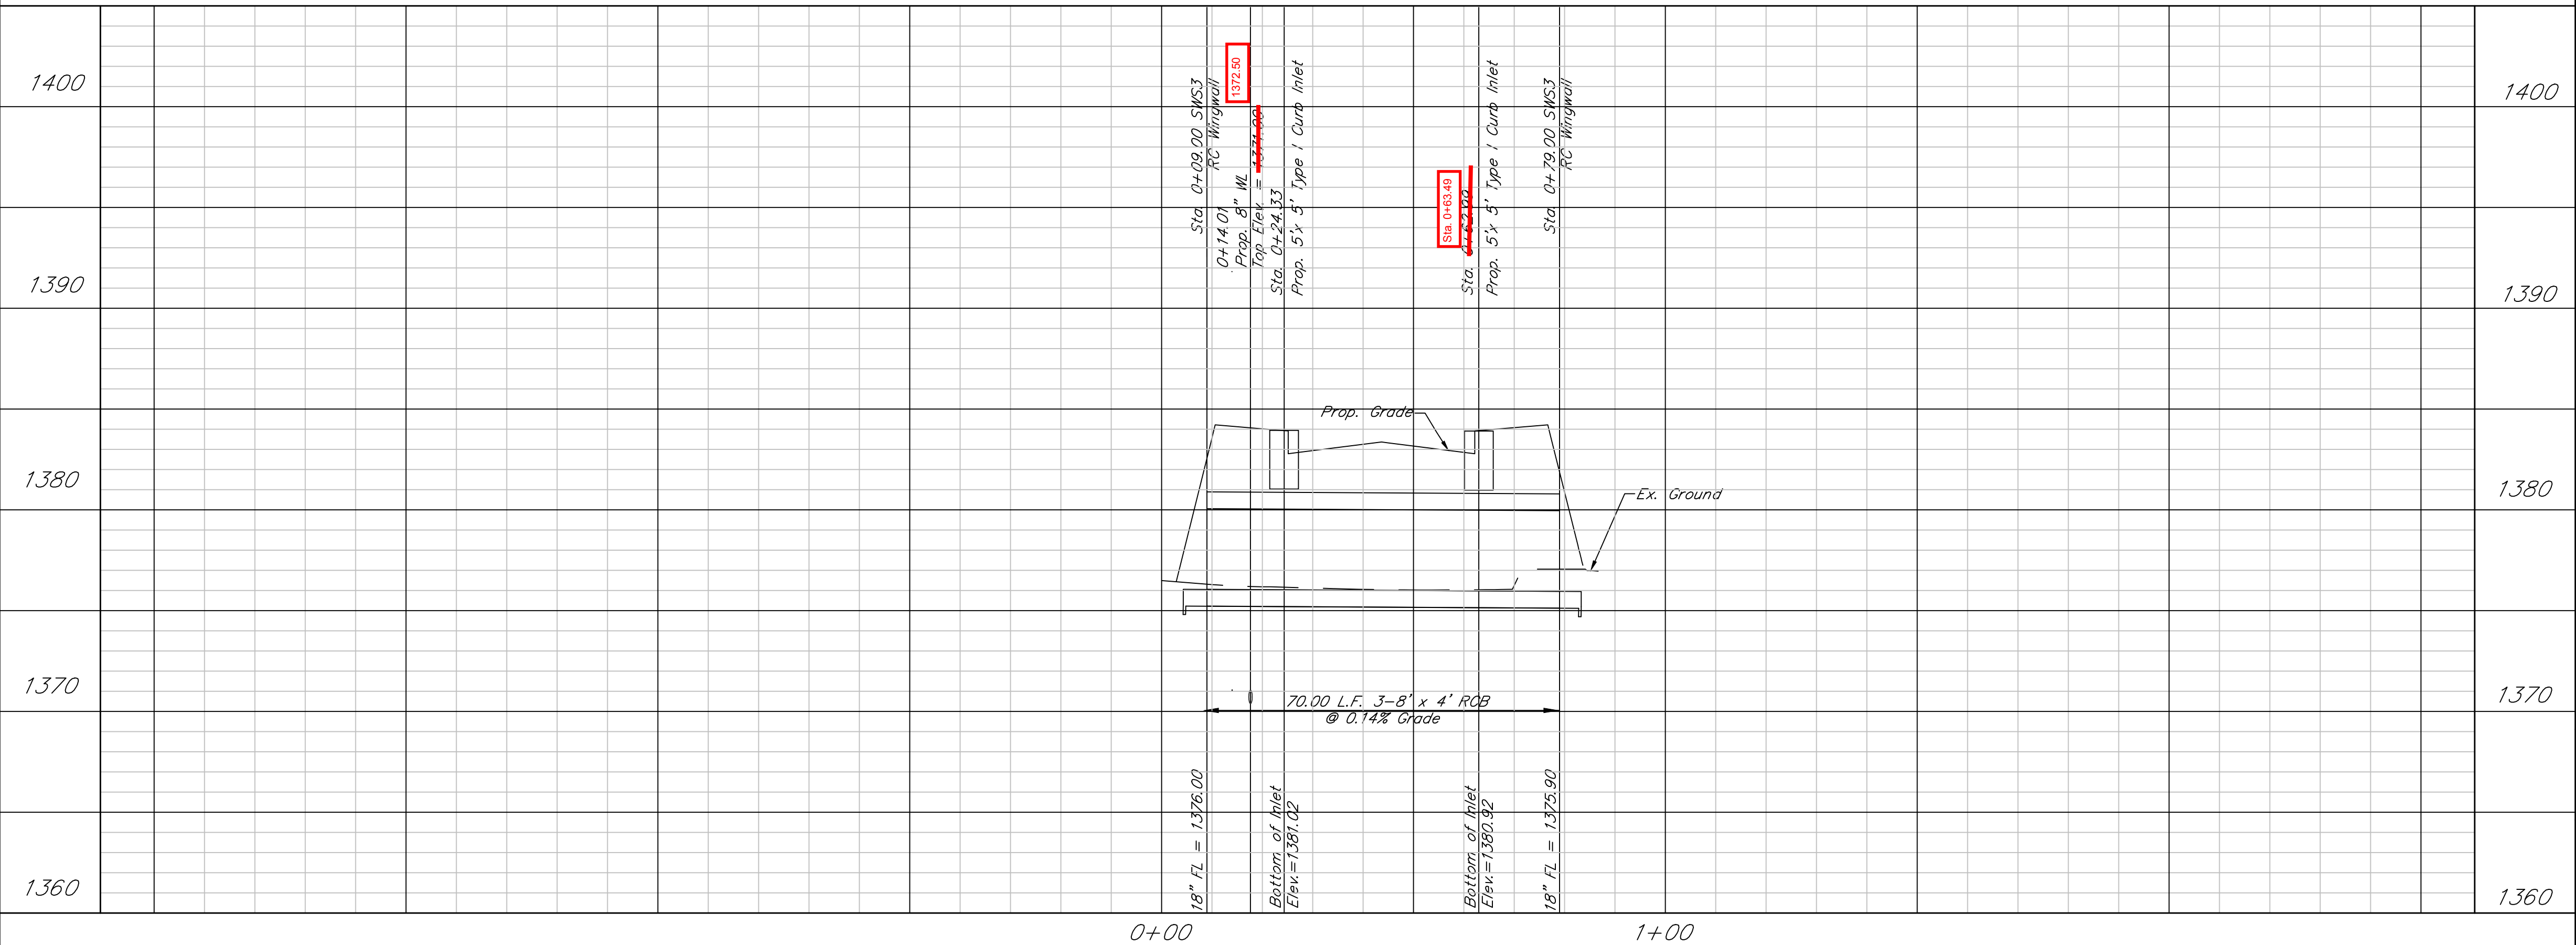 1400
1390
1380
1370
1360
Sta. 0+09.00 SWS3
RC Wingwall
0+14.01
Prop. 8" WL
Top Elev. = 1371.00
1372.50
Sta. 0+24.33
Prop. 5'x 5' Type I Curb Inlet
Sta. 0+63.49
Sta.
Prop. 5'x 5' Type I Curb Inlet
Sta. 0+79.00 SWS3
RC Wingwall
Prop. Grade
Ex. Ground
70.00 L.F. 3-8' x 4' RCB
@ 0.14% Grade
18" FL = 1376.00
Bottom of Inlet
Elev.=1381.02
Bottom of Inlet
Elev.=1380.92
18" FL = 1375.90
0+00
1+00
1400
1390
1380
1370
1360